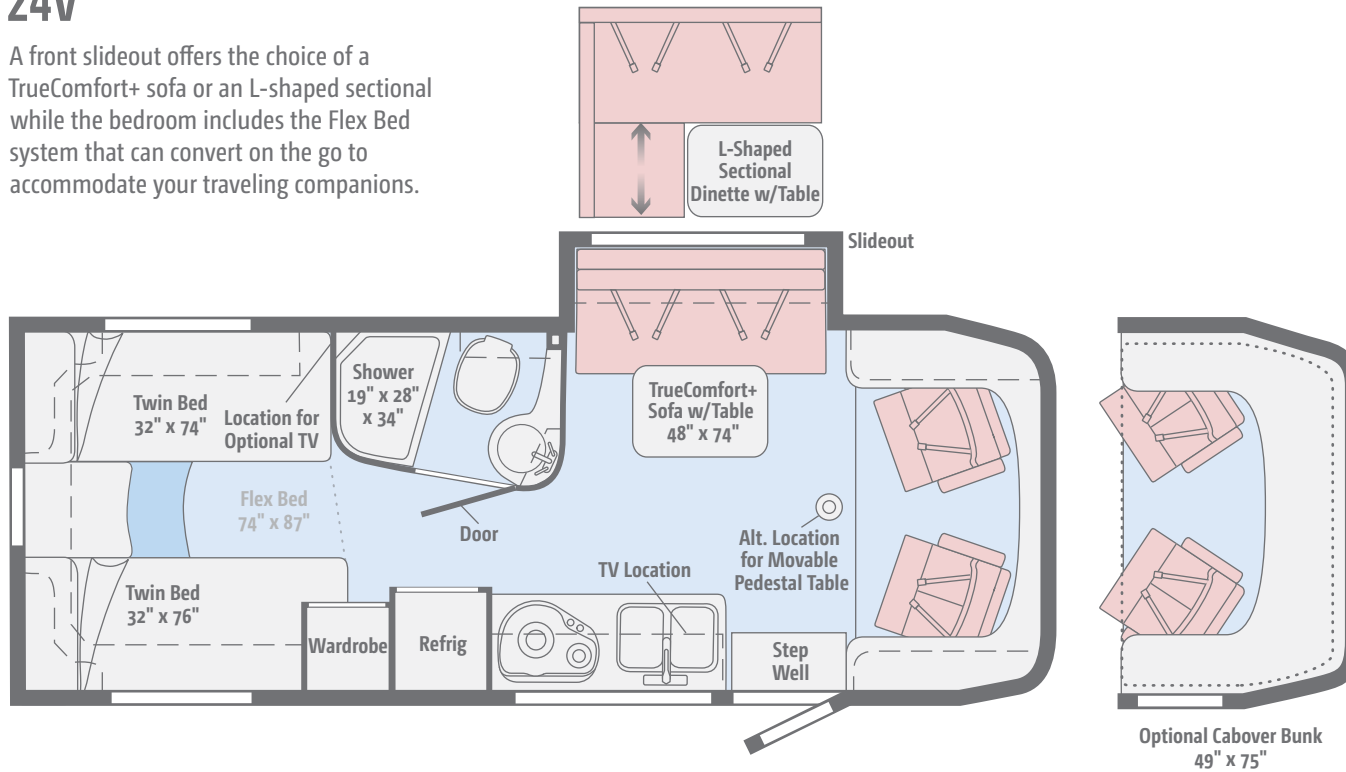 24V
A front slideout offers the choice of a
TrueComfort+ sofa or an L-shaped sectional
while the bedroom includes the Flex Bed
system that can convert on the go to
accommodate your traveling companions.
L-Shaped
Sectional
Dinette w/Table
Slideout
Shower
19" x 28"
x 34"
Twin Bed
32" x 74"
Location for
Optional TV
TrueComfort+
Sofa w/Table
48" x 74"
Flex Bed
74" x 87"
Door
Alt. Location
for Movable
Pedestal Table
TV Location
Twin Bed
32" x 76"
Wardrobe
Refrig
Step
Well
Optional Cabover Bunk
49" x 75"